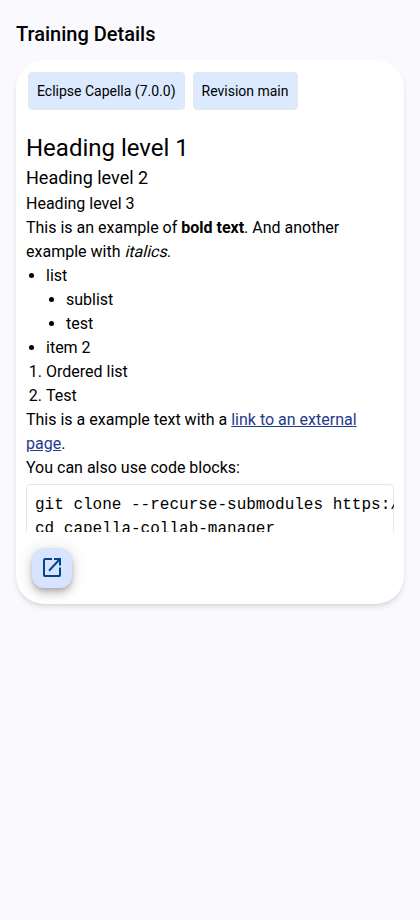 Training Details
Eclipse Capella (7.0.0) Revision main
Heading level 1
Heading level 2
Heading level 3
This is an example of bold text. And another
example with italics.
• list
• sublist
• test
• item 2
1. Ordered list
2. Test
This is a example text with a link to an external
page.
You can also use code blocks:
git clone --recurse-submodules https:/
cd capella-collab-manager